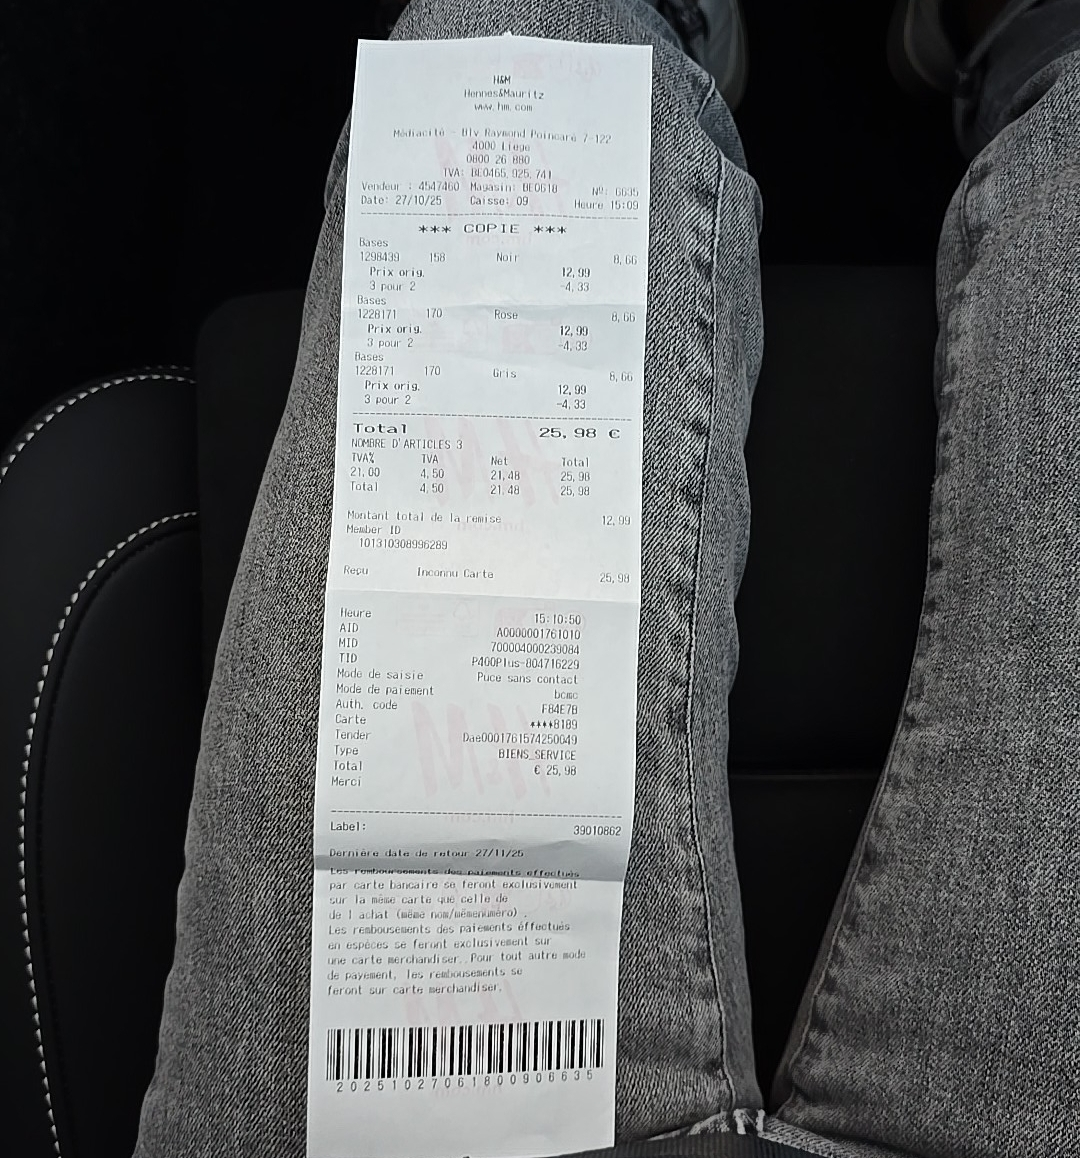 H&M
Hennes&Mauritz
www.hm.com
Médiacité - Blv Raymond Poincaré 7-122
4000 Liege
0800 26 880
TVA: BE0465.925.741
Vendeur : 4547460 Magasin: BE0618 Nº: 6635
Date: 27/10/25 Caisse: 09 Heure 15:09
*** COPIE ***
Bases
1298439 158 Noir 8,66
Prix orig. 12,99
3 pour 2 -4,33
Bases
1228171 170 Rose 8,66
Prix orig. 12,99
3 pour 2 -4,33
Bases
1228171 170 Gris 8,66
Prix orig. 12,99
3 pour 2 -4,33
Total 25,98 €
NOMBRE D'ARTICLES 3
TVA% TVA Net Total
21,00 4,50 21,48 25,98
Total 4,50 21,48 25,98
Montant total de la remise 12,99
Member ID
101310308996289
Reçu Inconnu Carte 25,98
Heure 15:10:50
AID A0000001761010
MID 700004000239084
TID P400Plus-804716229
Mode de saisie Puce sans contact
Mode de paiement bcmc
Auth. code F84E7B
Carte ****8189
Tender Dae0001761574250049
Type BIENS_SERVICE
Total € 25,98
Merci
Label: 39010862
Dernière date de retour 27/11/25
Les remboursements des paiements effectués
par carte bancaire se feront exclusivement
sur la même carte que celle de
de l achat (même nom/mêmenuméro) .
Les remboursements des paiements éffectués
en espèces se feront exclusivement sur
une carte merchandiser. Pour tout autre mode
de payement, les remboursements se
feront sur carte merchandiser.
20251027061800906635